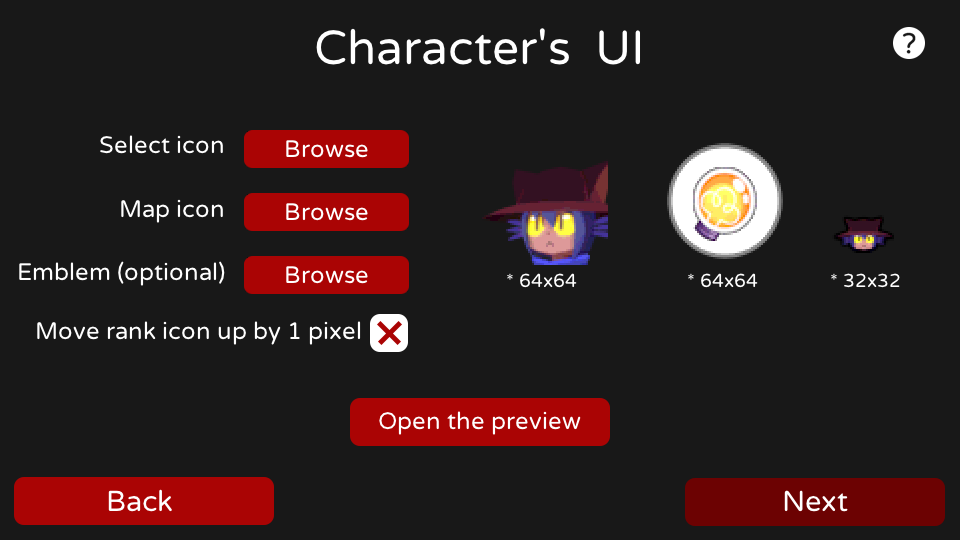 Character's UI
?
Select icon Browse
Map icon Browse
Emblem (optional) Browse
* 64x64 * 64x64 * 32x32
Move rank icon up by 1 pixel
Open the preview
Back Next